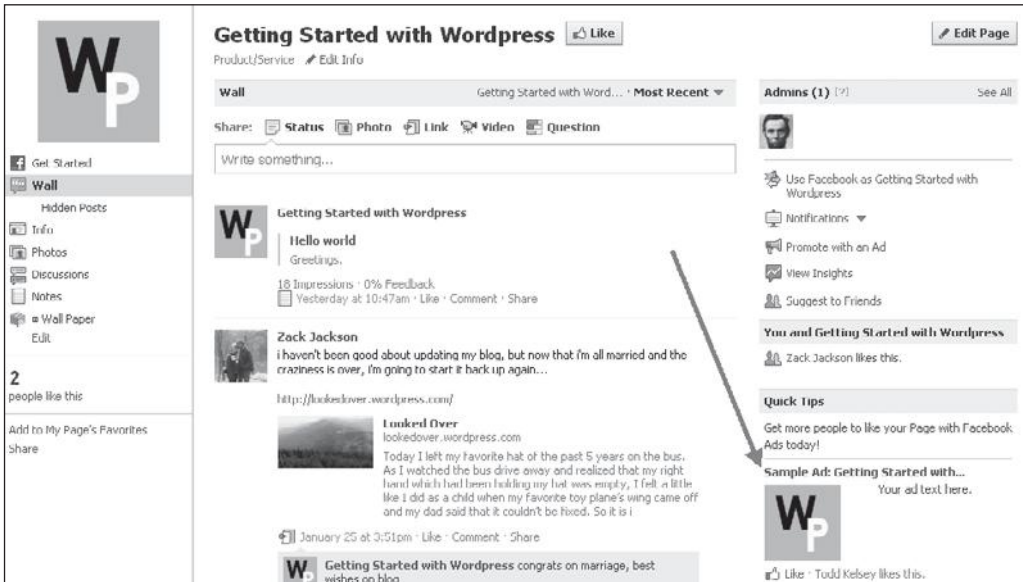 WP
Get Started
Wall
Hidden Posts
Info
Photos
Discussions
Notes
Wall Paper
Edit
2
people like this
Add to My Page's Favorites
Share
Getting Started with Wordpress
Like
Product/Service Edit Info
Wall Getting Started with Word... · Most Recent
Share: Status Photo Link Video Question
Write something...
WP
Getting Started with Wordpress
Hello world
Greetings.
18 Impressions · 0% Feedback
Yesterday at 10:47am · Like · Comment · Share
Zack Jackson
i haven't been good about updating my blog, but now that i'm all married and the
craziness is over, i'm going to start it back up again...
http://lookedover.wordpress.com/
Looked Over
lookedover.wordpress.com
Today I left my favorite hat of the past 5 years on the bus.
As I watched the bus drive away and realized that my right
hand which had been holding my hat was empty, I felt a little
like I did as a child when my favorite toy plane's wing came off
and my dad said that it couldn't be fixed. So it is i
January 25 at 3:51pm · Like · Comment · Share
WP
Getting Started with Wordpress congrats on marriage, best
wishes on blog
Edit Page
Admins (1) [?] See All
Use Facebook as Getting Started with
Wordpress
Notifications
Promote with an Ad
View Insights
Suggest to Friends
You and Getting Started with Wordpress
Zack Jackson likes this.
Quick Tips
Get more people to like your Page with Facebook
Ads today!
Sample Ad: Getting Started with...
WP
Your ad text here.
Like · Todd Kelsey likes this.